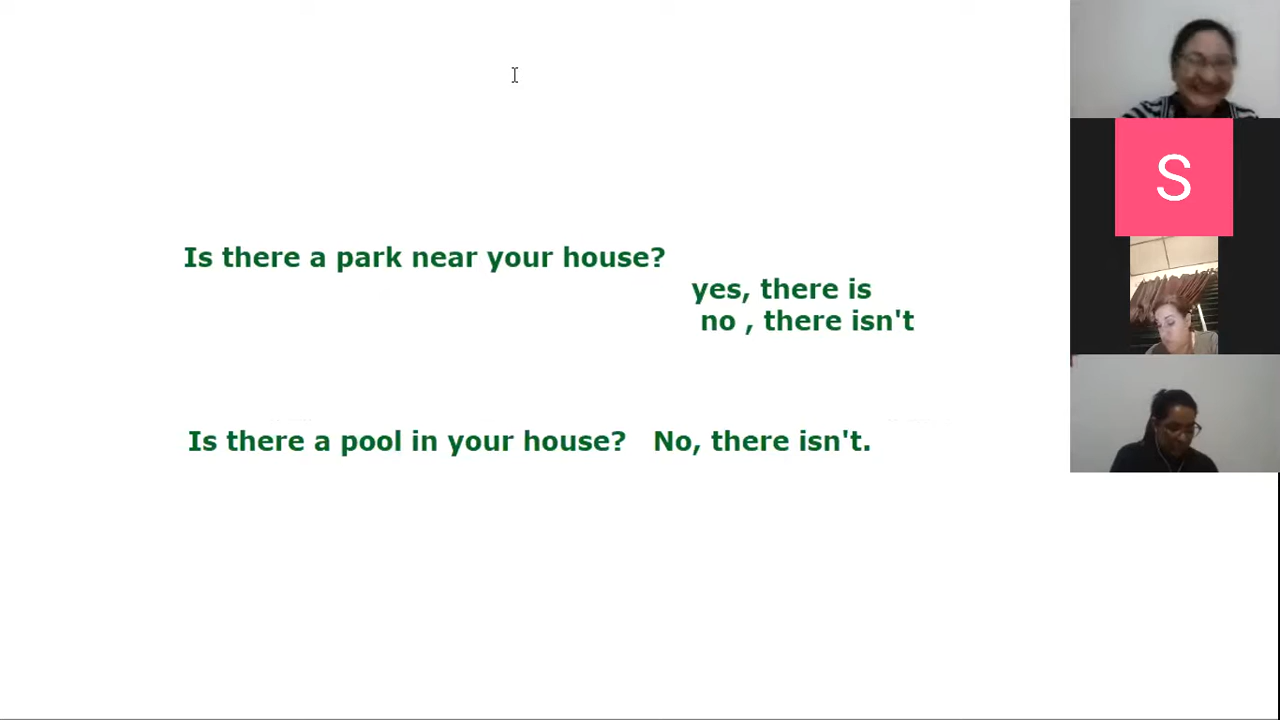 S
Is there a park near your house?
yes, there is
no , there isn't
Is there a pool in your house? No, there isn't.